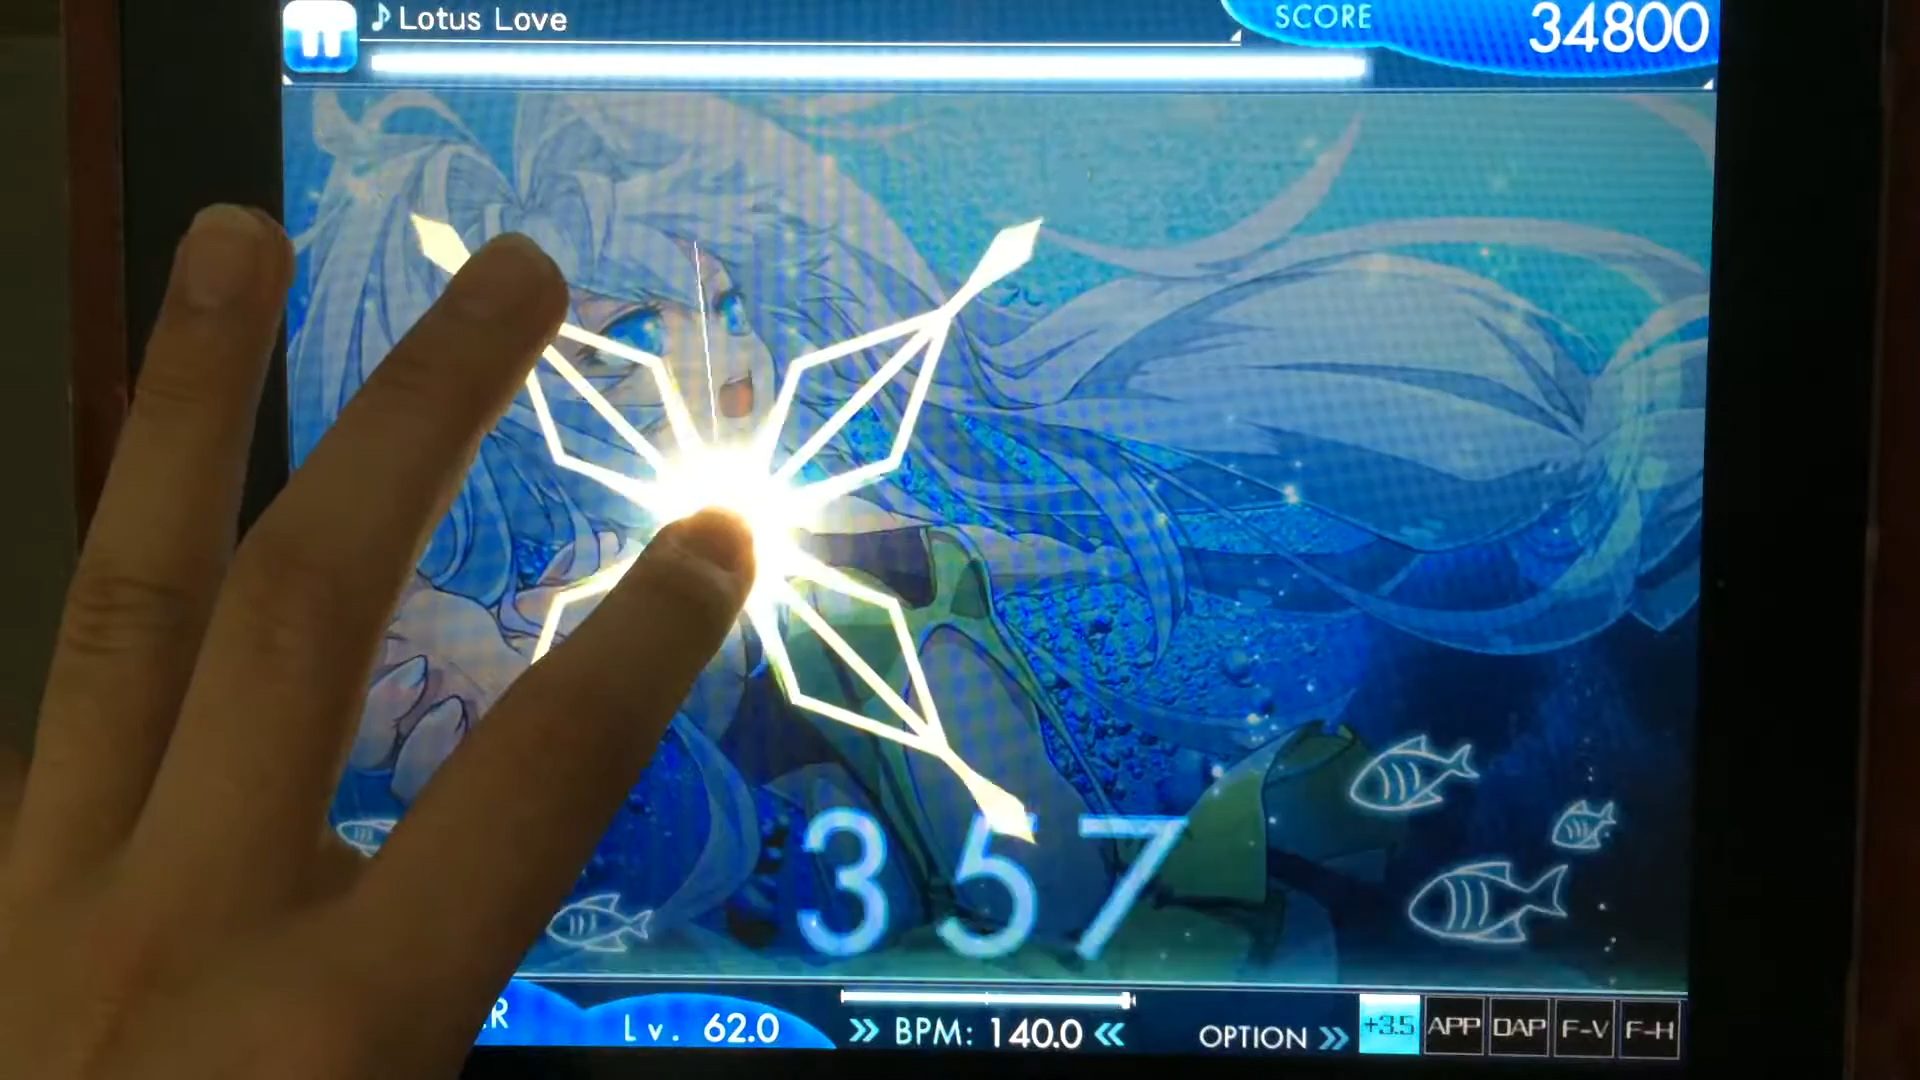 ♪Lotus Love
SCORE 34800
357
R
Lv. 62.0
>> BPM: 140.0 <<
OPTION >> +3.5 APP DAP F-V F-H